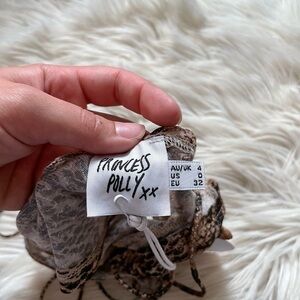 PRINCESS
POLLY
xx
AU/UK 4
US 0
EU 32